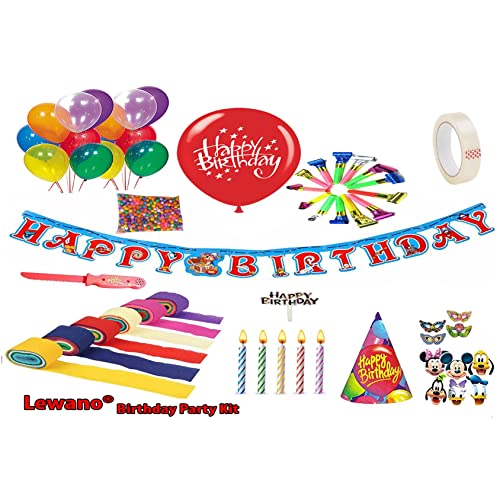 Happy
Birthday
HAPPY BIRTHDAY
HAPPY
BIRTHDAY
Happy
Birthday
Lewano® Birthday Party Kit